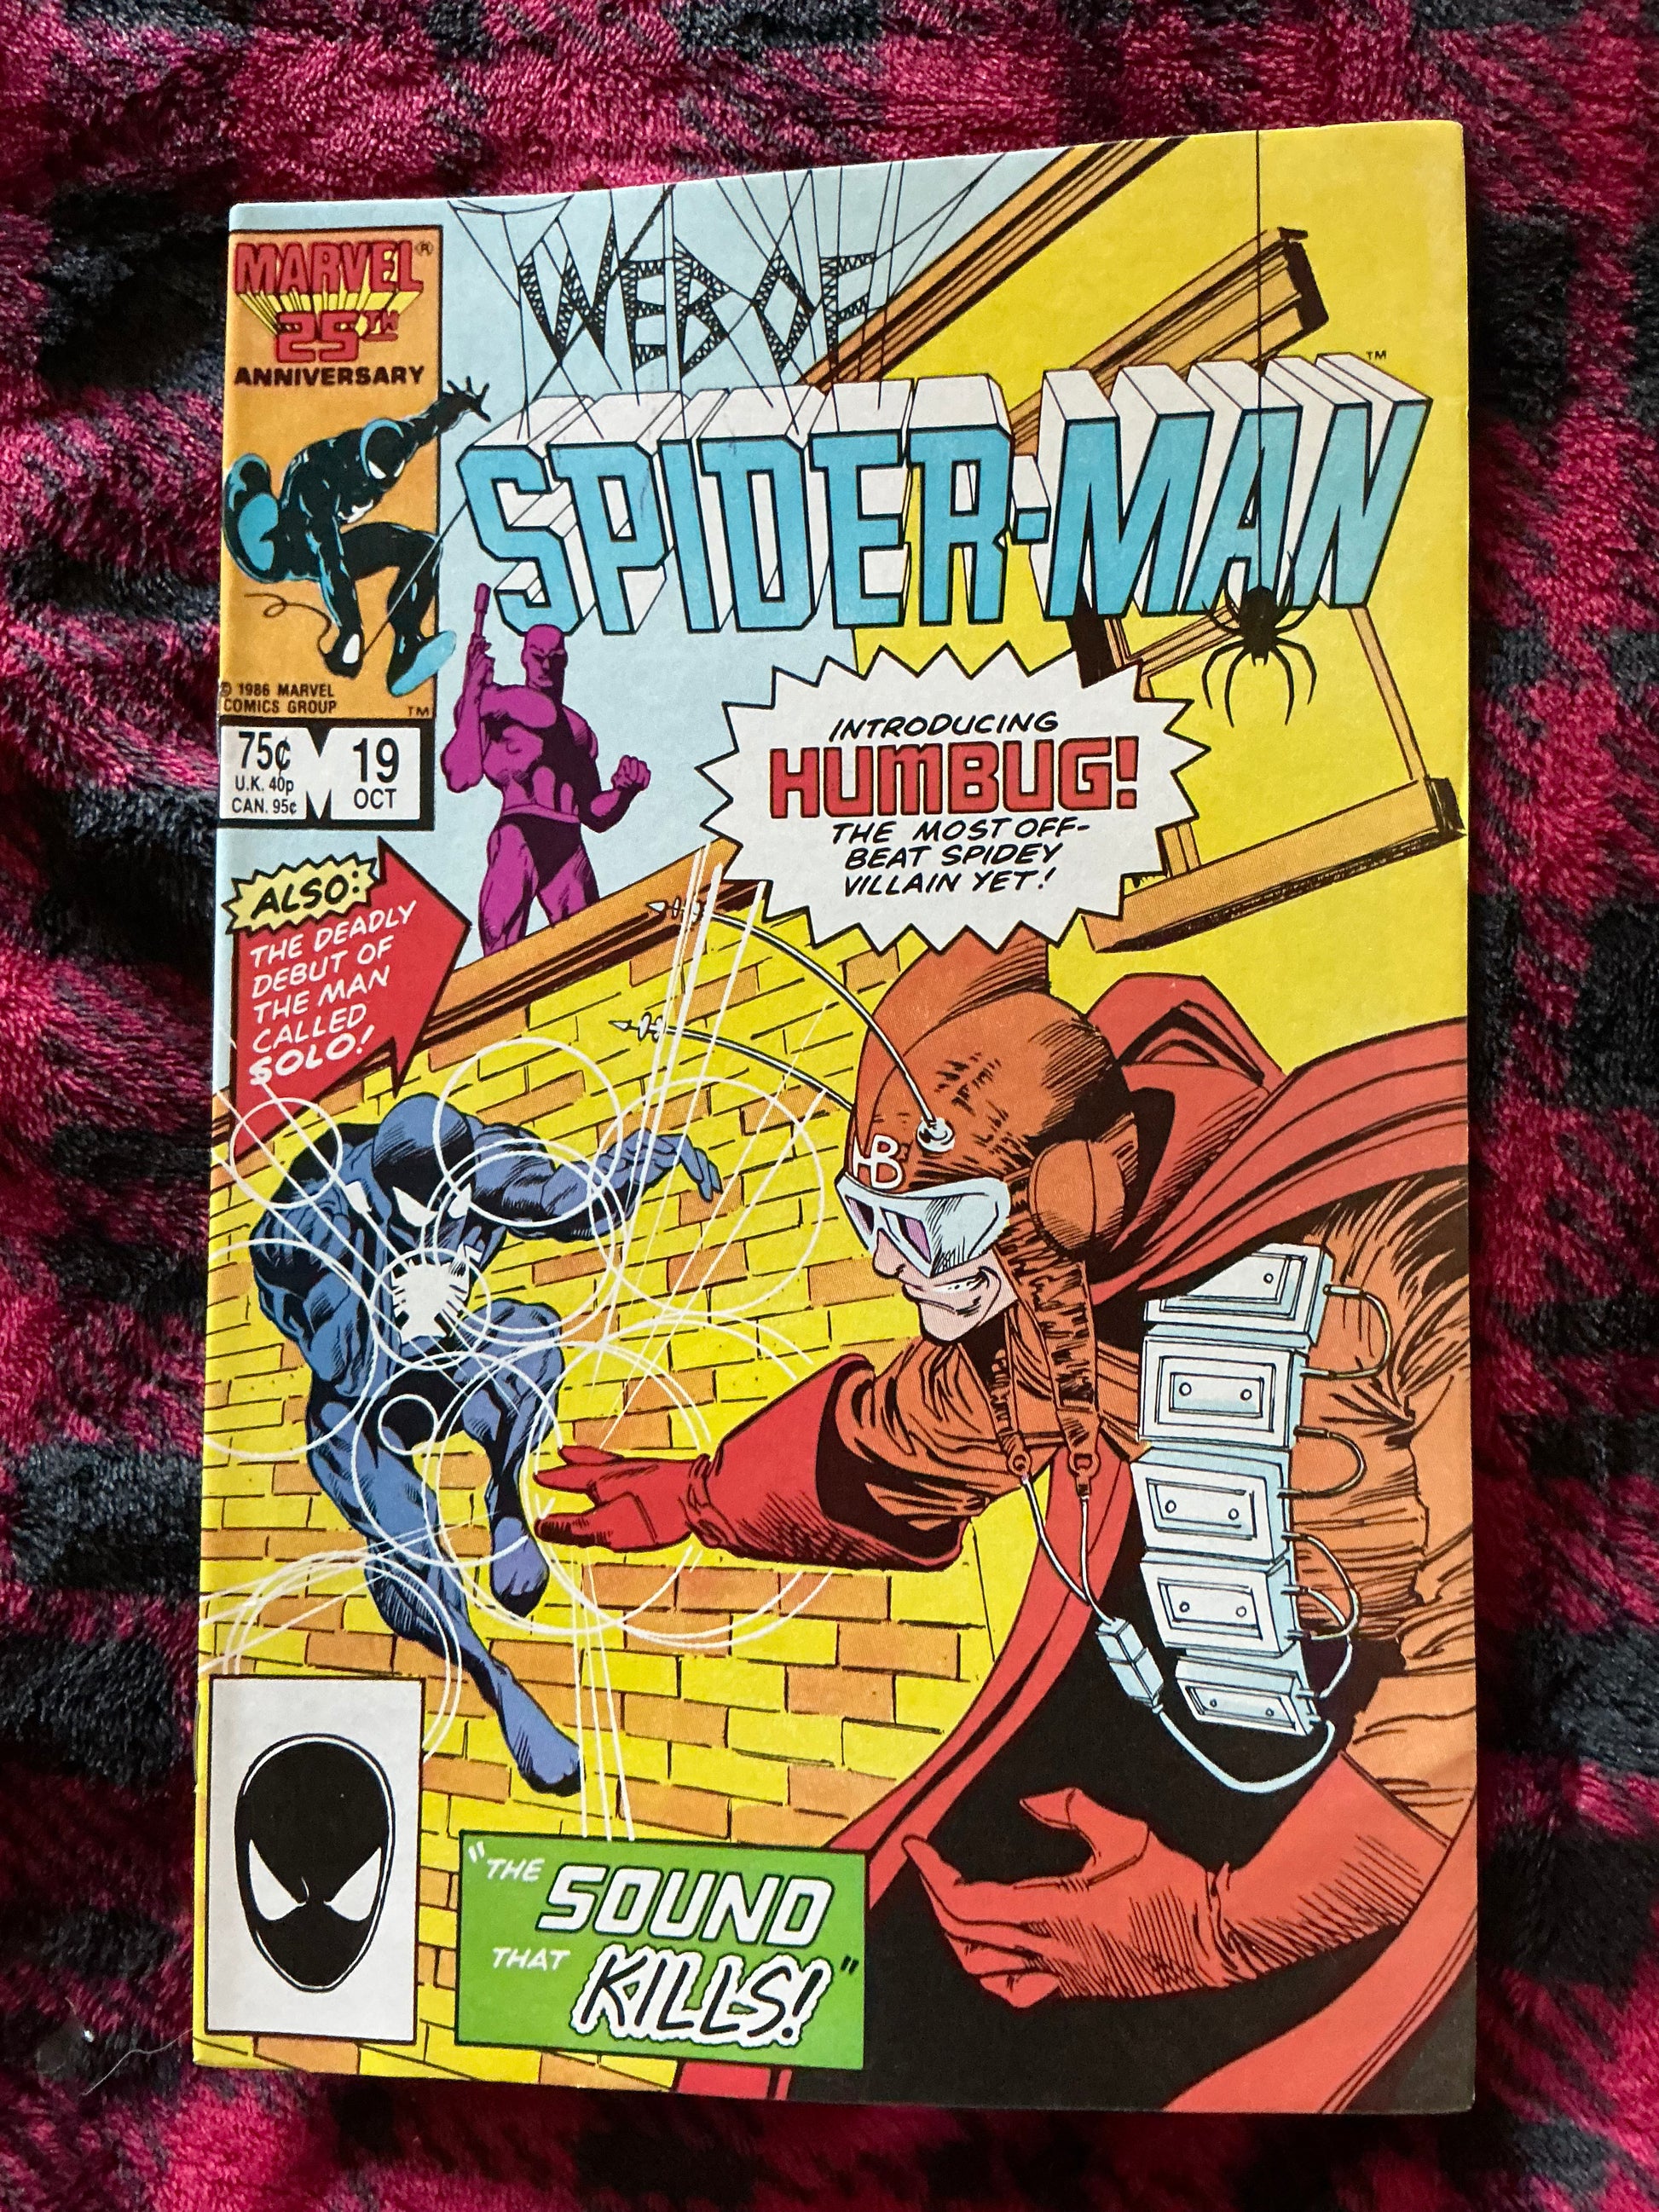 MARVEL®
25TH
ANNIVERSARY
© 1986 MARVEL
COMICS GROUP
TM
75¢
U.K. 40p
CAN. 95¢
M
19
OCT
WEB OF
SPIDER-MAN
TM
INTRODUCING
HUMBUG!
THE MOST OFF-
BEAT SPIDEY
VILLAIN YET!
ALSO:
THE DEADLY
DEBUT OF
THE MAN
CALLED
SOLO!
HB
"THE
SOUND
THAT
KILLS!"